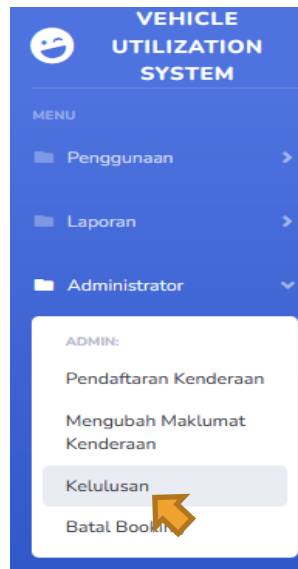 VEHICLE
UTILIZATION
SYSTEM
MENU
Penggunaan
Laporan
Administrator
ADMIN:
Pendaftaran Kenderaan
Mengubah Maklumat
Kenderaan
Kelulusan
Batal